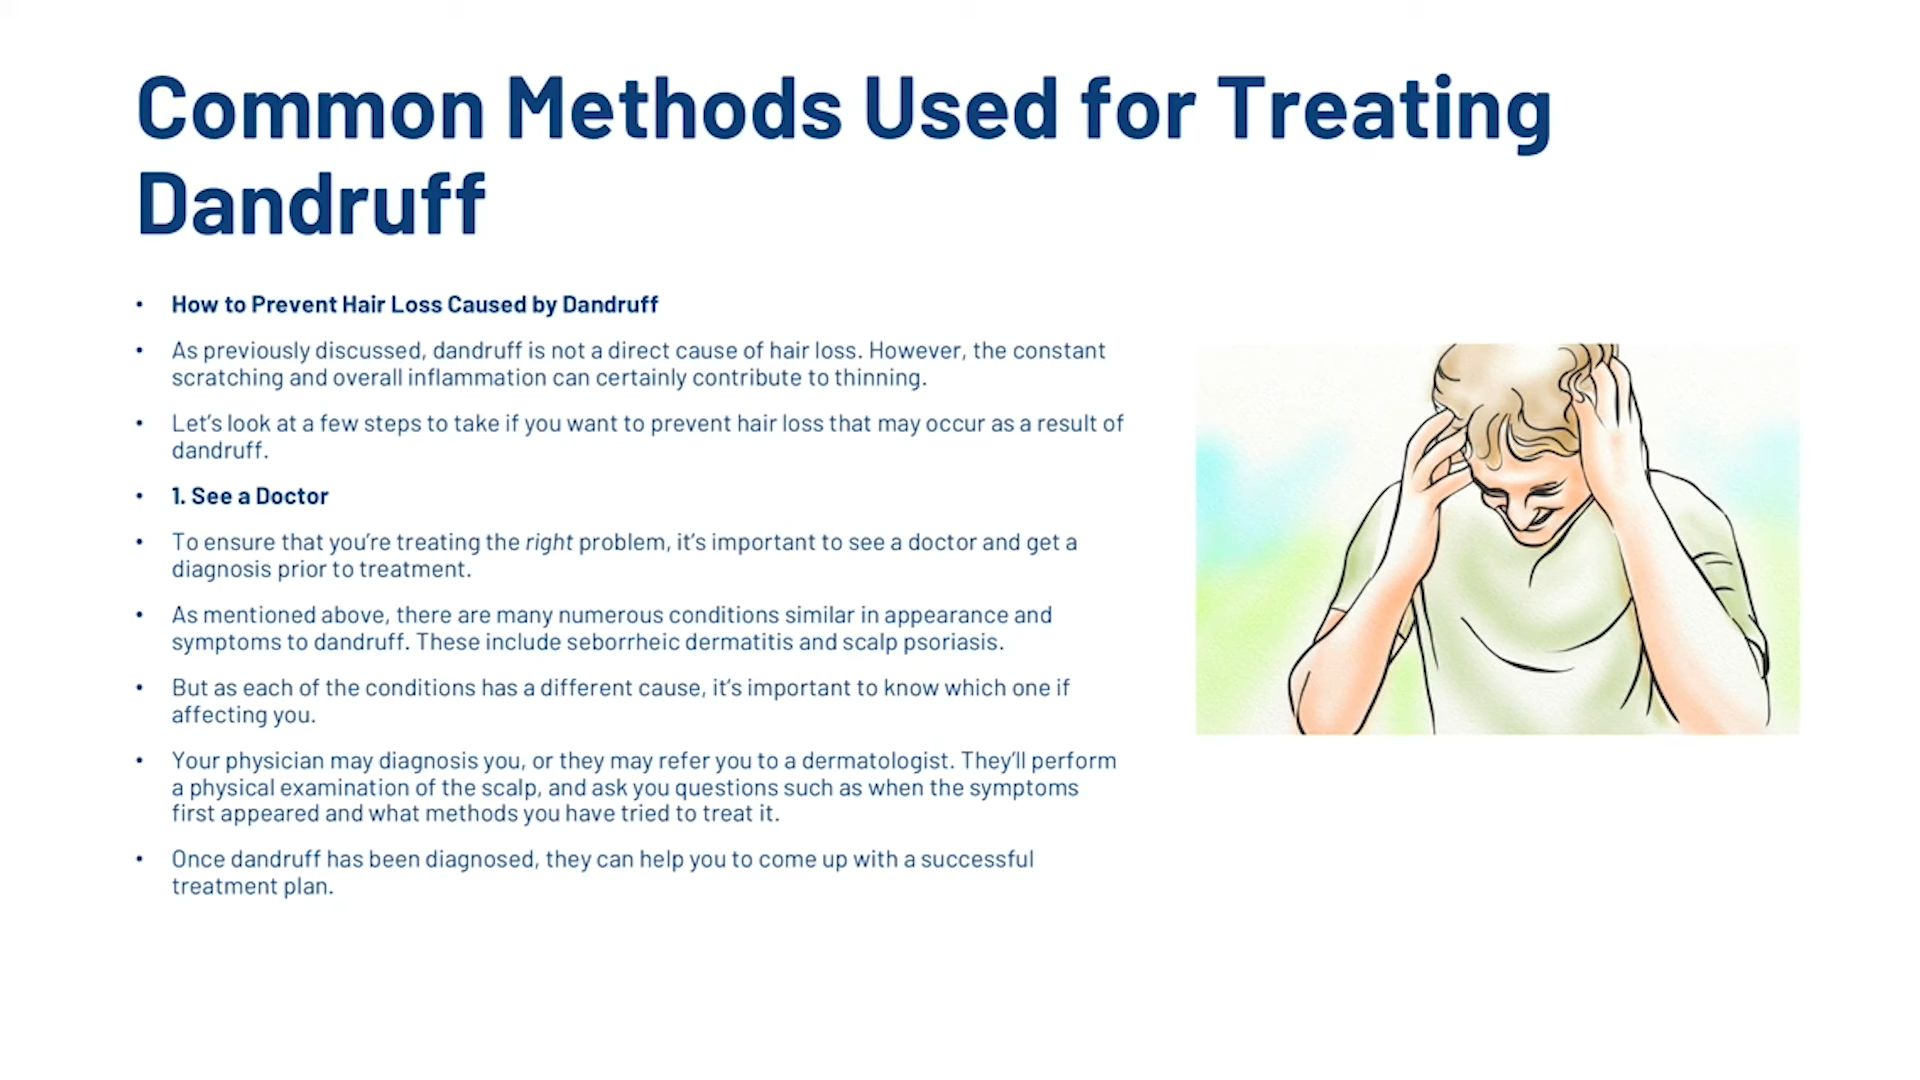 Common Methods Used for Treating
Dandruff
• How to Prevent Hair Loss Caused by Dandruff
• As previously discussed, dandruff is not a direct cause of hair loss. However, the constant
scratching and overall inflammation can certainly contribute to thinning.
• Let's look at a few steps to take if you want to prevent hair loss that may occur as a result of
dandruff.
• 1. See a Doctor
• To ensure that you're treating the right problem, it's important to see a doctor and get a
diagnosis prior to treatment.
• As mentioned above, there are many numerous conditions similar in appearance and
symptoms to dandruff. These include seborrheic dermatitis and scalp psoriasis.
• But as each of the conditions has a different cause, it's important to know which one if
affecting you.
• Your physician may diagnosis you, or they may refer you to a dermatologist. They'll perform
a physical examination of the scalp, and ask you questions such as when the symptoms
first appeared and what methods you have tried to treat it.
• Once dandruff has been diagnosed, they can help you to come up with a successful
treatment plan.